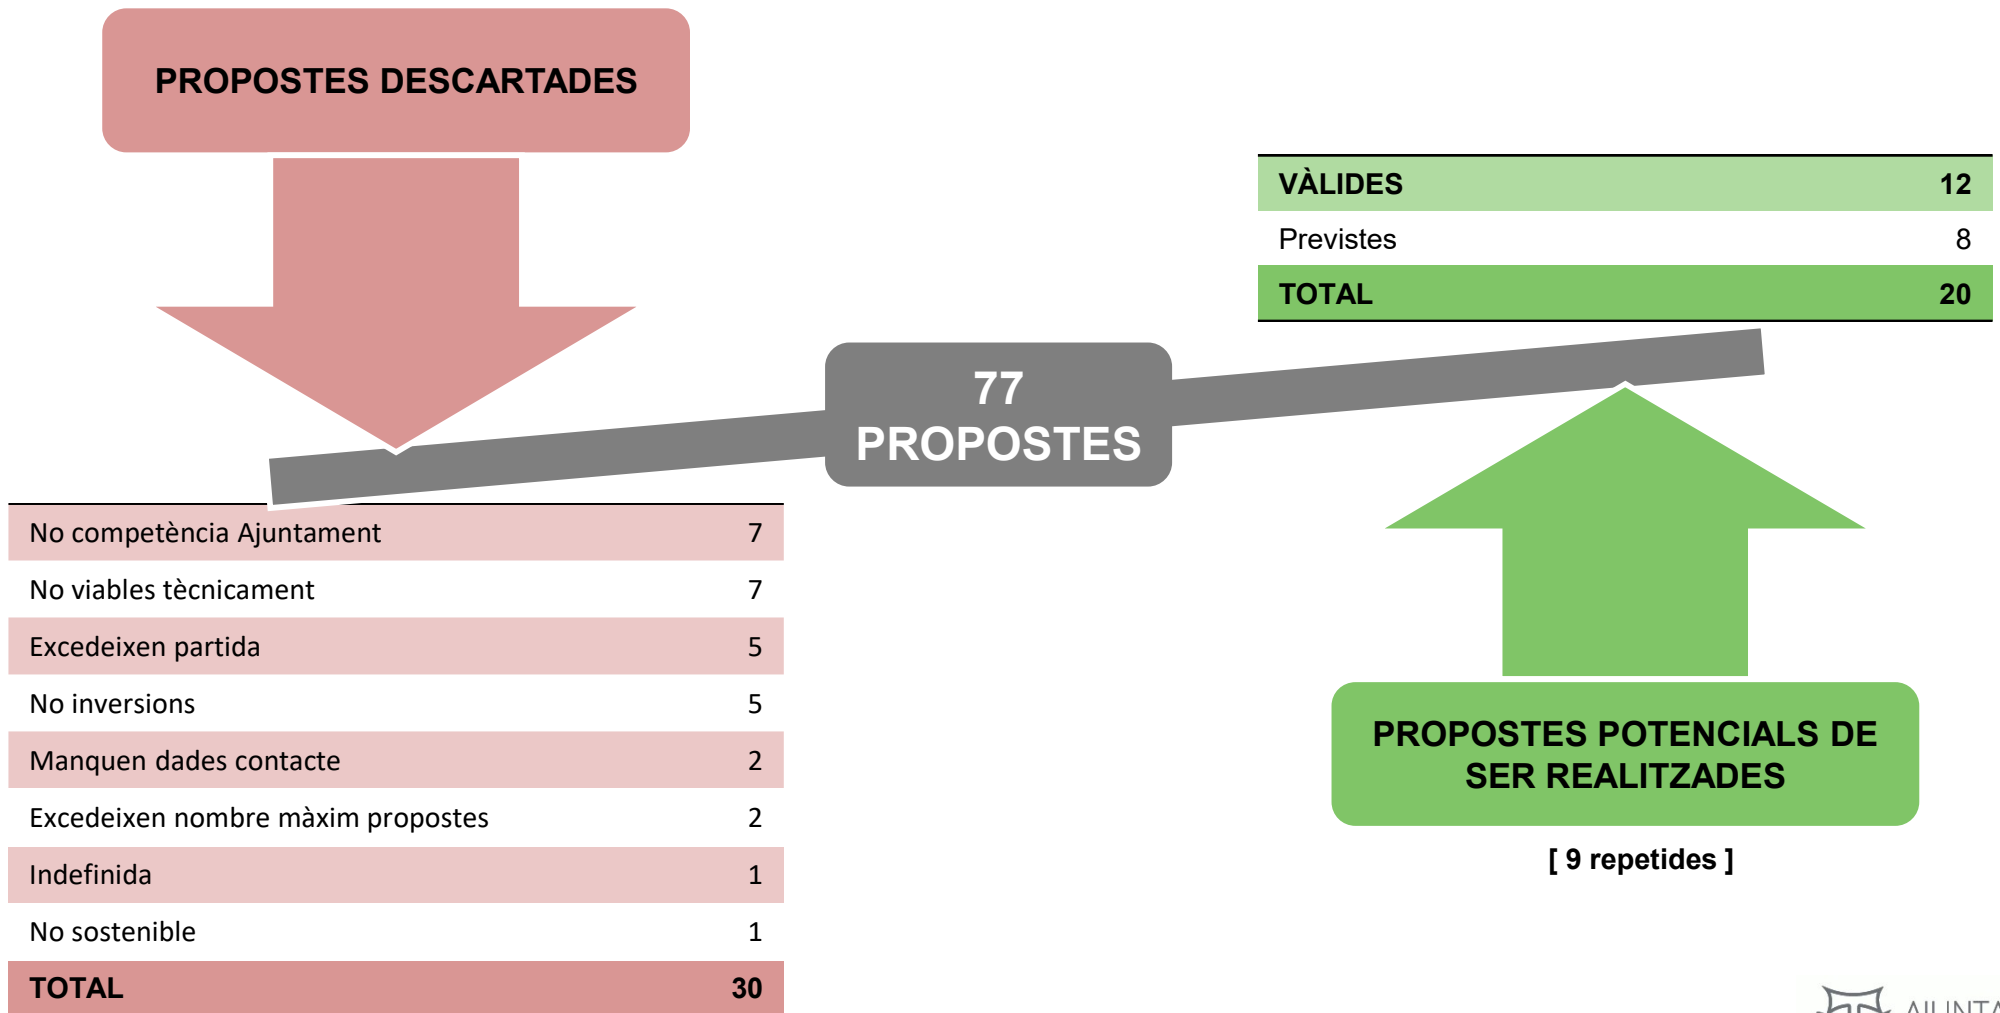 PROPOSTES DESCARTADES
VÀLIDES 12
Previstes 8
TOTAL 20
77
PROPOSTES
No competència Ajuntament 7
No viables tècnicament 7
Excedeixen partida 5
No inversions 5
Manquen dades contacte 2
Excedeixen nombre màxim propostes 2
Indefinida 1
No sostenible 1
TOTAL 30
PROPOSTES POTENCIALS DE
SER REALITZADES
[ 9 repetides ]